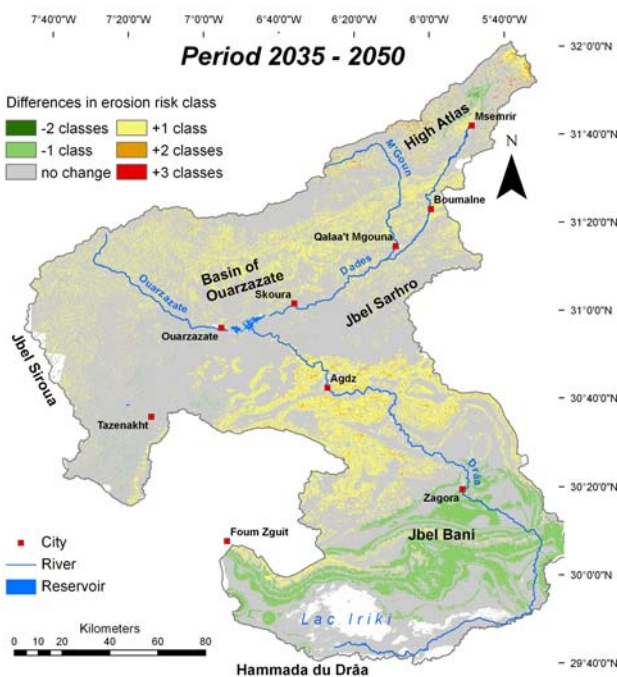 7°40'0"W 7°20'0"W 6°40'0"W 6°20'0"W 6°0'0"W 5°40'0"W
Period 2035 - 2050
32°0'0"N
Differences in erosion risk class
-2 classes +1 class
-1 class +2 classes
no change +3 classes
High Atlas
Msemrir
N
31°40'0"N
M'Goun
Boumalne
31°20'0"N
Qalaa't Mgouna
Ouarzazate
Basin of
Ouarzazate
Dades
Skoura
Jbel Sarhro
31°0'0"N
Ouarzazate
Jbel Siroua
Agdz
30°40'0"N
Tazenakht
Drâa
30°20'0"N
Zagora
City
River
Reservoir
Foum Zguit
Jbel Bani
30°0'0"N
Lac Iriki
Kilometers
0 10 20 40 60 80
29°40'0"N
Hammada du Drâa